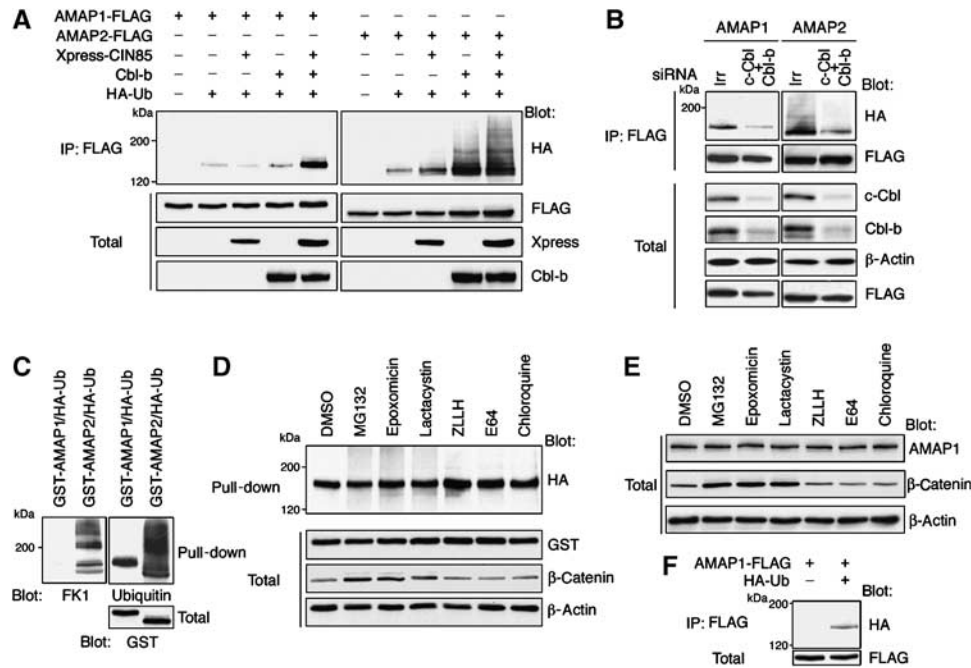 A
AMAP1-FLAG + + + + + − − − − −
AMAP2-FLAG − − − − − + + + + +
Xpress-CIN85 − − + − + − − + − +
Cbl-b − − − + + − − − + +
HA-Ub − + + + + − + + + +
Blot:
kDa
200
120
IP: FLAG
HA
FLAG
Total
Xpress
Cbl-b
B
AMAP1 AMAP2
siRNA
Irr
c-Cbl+
Cbl-b
Irr
c-Cbl+
Cbl-b
Blot:
kDa
200
IP: FLAG
HA
FLAG
c-Cbl
Cbl-b
Total
β-Actin
FLAG
C
GST-AMAP1/HA-Ub
GST-AMAP2/HA-Ub
GST-AMAP1/HA-Ub
GST-AMAP2/HA-Ub
kDa
200
Pull-down
Blot: FK1 Ubiquitin
Total
Blot: GST
D
DMSO
MG132
Epoxomicin
Lactacystin
ZLLH
E64
Chloroquine
Blot:
kDa
200
120
Pull-down
HA
GST
Total
β-Catenin
β-Actin
E
DMSO
MG132
Epoxomicin
Lactacystin
ZLLH
E64
Chloroquine
Blot:
AMAP1
Total
β-Catenin
β-Actin
F
AMAP1-FLAG + +
HA-Ub − +
Blot:
kDa
200
120
IP: FLAG
HA
Total
FLAG